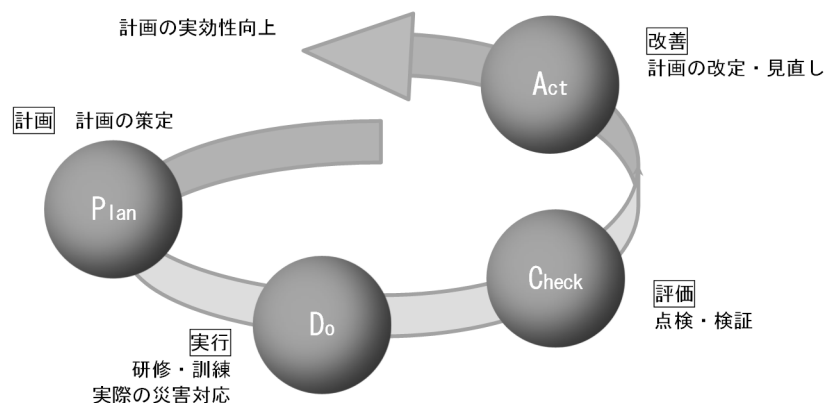 計画の実効性向上
Act
改善
計画の改定・見直し
計画 計画の策定
Plan
Check
評価
点検・検証
Do
実行
研修・訓練
実際の災害対応